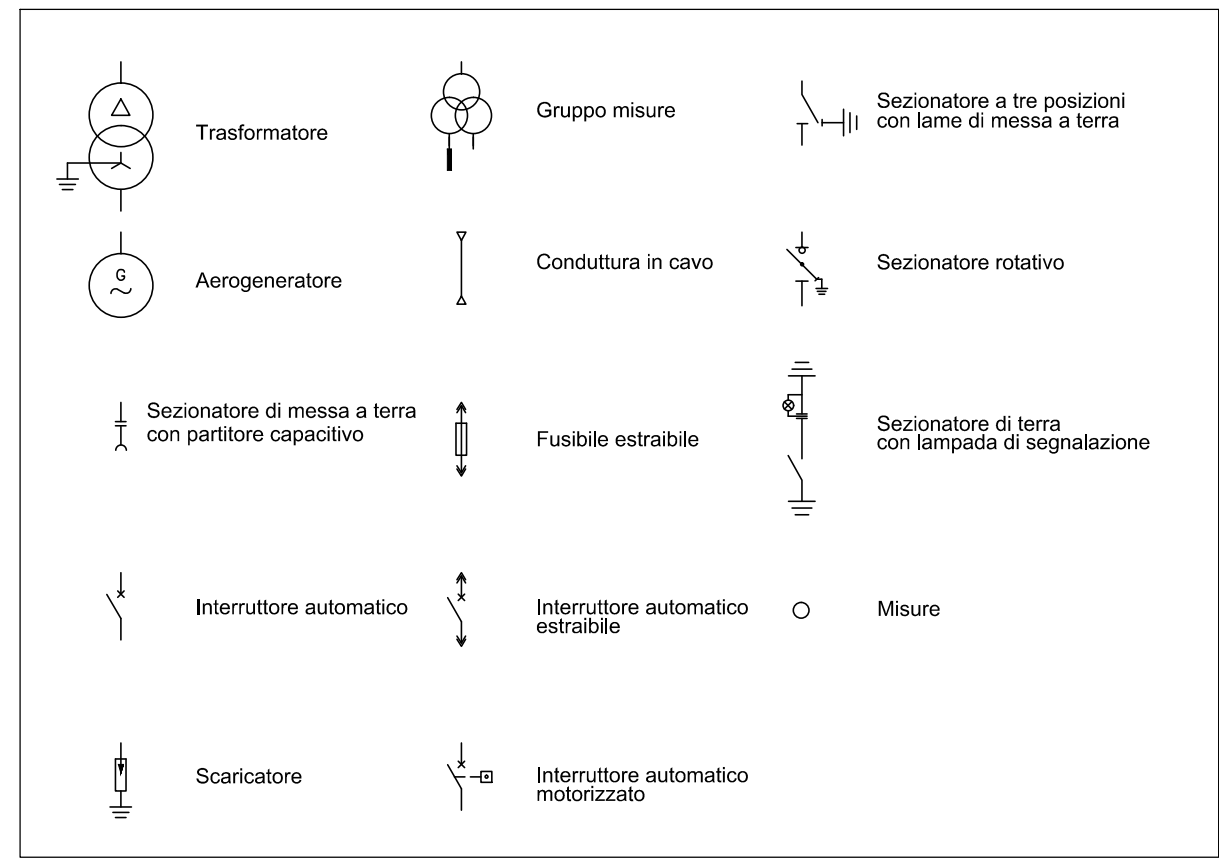 Trasformatore
Gruppo misure
Sezionatore a tre posizioni
con lame di messa a terra
G
Aerogeneratore
Conduttura in cavo
Sezionatore rotativo
Sezionatore di messa a terra
con partitore capacitivo
Fusibile estraibile
Sezionatore di terra
con lampada di segnalazione
Interruttore automatico
Interruttore automatico
estraibile
Misure
Scaricatore
Interruttore automatico
motorizzato